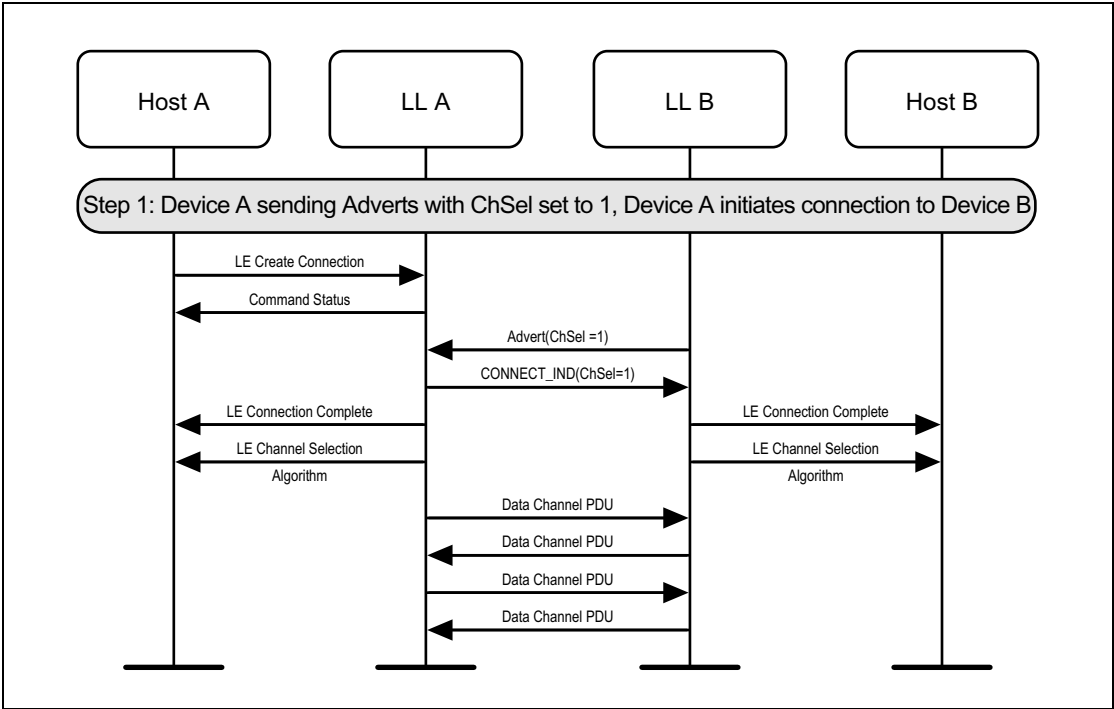 Host A
LL A
LL B
Host B
Step 1: Device A sending Adverts with ChSel set to 1, Device A initiates connection to Device B
LE Create Connection
Command Status
Advert(ChSel =1)
CONNECT_IND(ChSel=1)
LE Connection Complete
LE Connection Complete
LE Channel Selection
Algorithm
LE Channel Selection
Algorithm
Data Channel PDU
Data Channel PDU
Data Channel PDU
Data Channel PDU